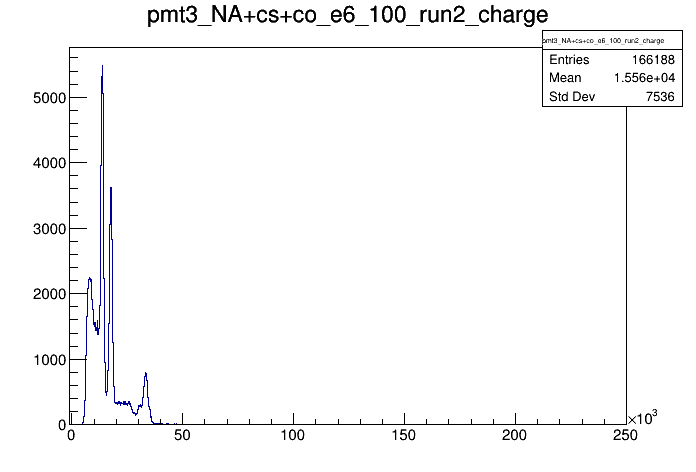 pmt3_NA+cs+co_e6_100_run2_charge
pmt3_NA+cs+co_e6_100_run2_charge
Entries 166188
Mean 1.556e+04
Std Dev 7536
5000
4000
3000
2000
1000
0
0 50 100 150 200 250
×10³